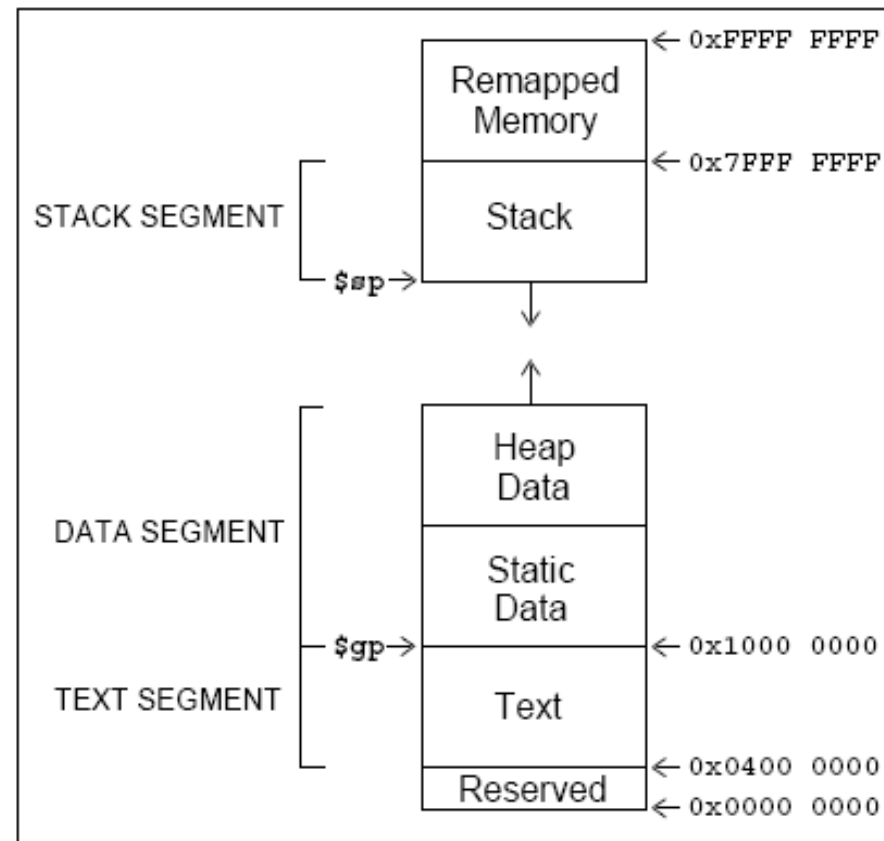 0xFFFF FFFF
Remapped
Memory
0x7FFF FFFF
STACK SEGMENT
Stack
$sp
Heap
Data
DATA SEGMENT
Static
Data
$gp
0x1000 0000
TEXT SEGMENT
Text
0x0400 0000
Reserved
0x0000 0000